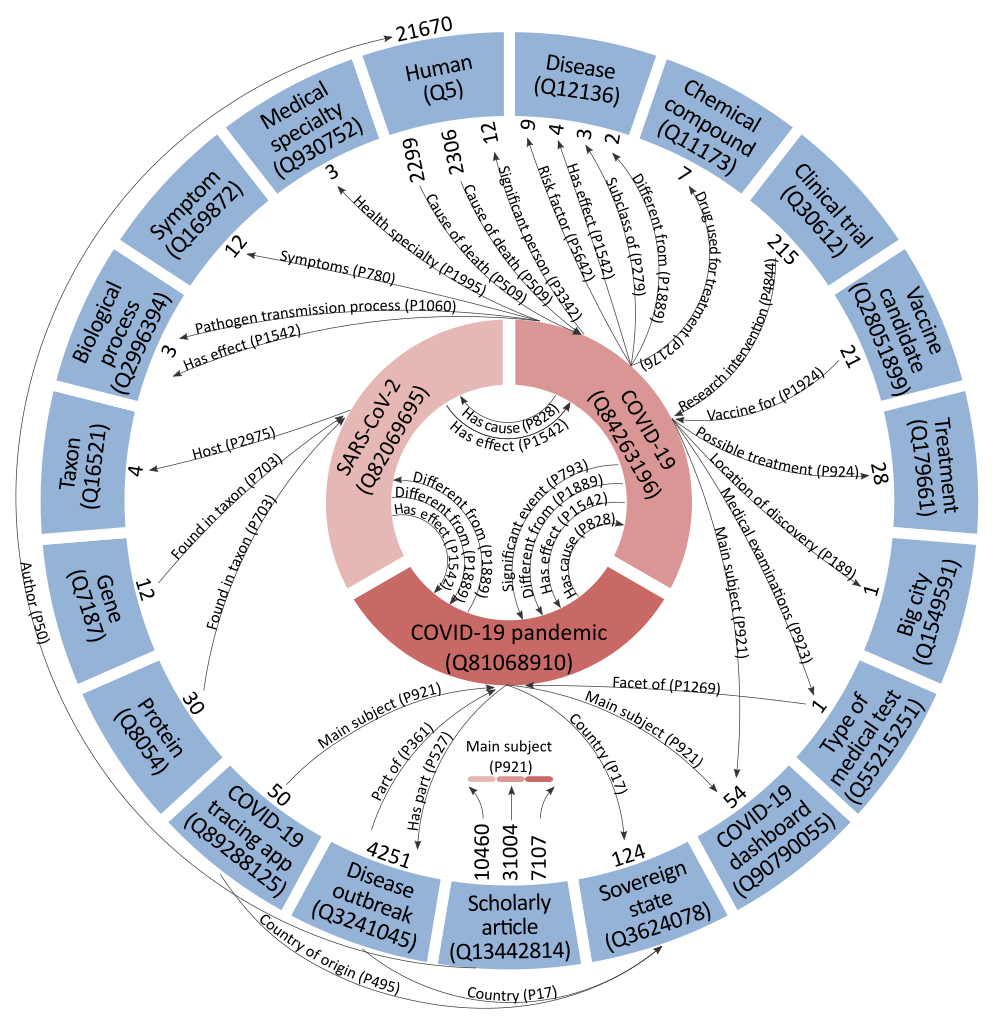 21670
Human
(Q5)
Disease
(Q12136)
Chemical
compound
(Q11173)
Clinical trial
(Q30612)
Vaccine
candidate
(Q28051899)
Treatment
(Q179661)
Big city
(Q1549591)
Type of
medical test
(Q55215251)
COVID-19
dashboard
(Q90790055)
Sovereign
state
(Q3624078)
Scholarly
article
(Q13442814)
Disease
outbreak
(Q3241045)
COVID-19
tracing app
(Q89288125)
Protein
(Q8054)
Gene
(Q7187)
Taxon
(Q16521)
Biological
process
(Q2996394)
Symptom
(Q169872)
Medical
specialty
(Q930752)
2299
2306
12
9
4
3
2
7
215
21
28
1
1
54
124
7107
31004
10460
4251
50
30
12
4
3
12
3
Cause of death (P509)
Cause of death (P509)
Significant person (P3342)
Risk factor (P5642)
Has effect (P1542)
Subclass of (P279)
Different from (P1889)
Drug used for treatment (P2176)
Research intervention (P4844)
Vaccine for (P1924)
Possible treatment (P924)
Location of discovery (P189)
Medical examinations (P923)
Main subject (P921)
Facet of (P1269)
Main subject (P921)
Country (P17)
Main subject
(P921)
Has part (P527)
Part of (P361)
Main subject (P921)
Found in taxon (P703)
Found in taxon (P703)
Host (P2975)
Has effect (P1542)
Pathogen transmission process (P1060)
Symptoms (P780)
Health specialty (P1995)
SARS-CoV-2
(Q82069695)
COVID-19
(Q84263196)
COVID-19 pandemic
(Q81068910)
Has cause (P828)
Has effect (P1542)
Different from (P1889)
Different from (P1889)
Has effect (P1542)
Significant event (P793)
Different from (P1889)
Has effect (P1542)
Has cause (P828)
Author (P50)
Country of origin (P495)
Country (P17)